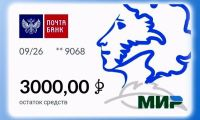 ПОЧТА
БАНК
09/26 **9068
3000,00 ₽
остаток средств
МИР